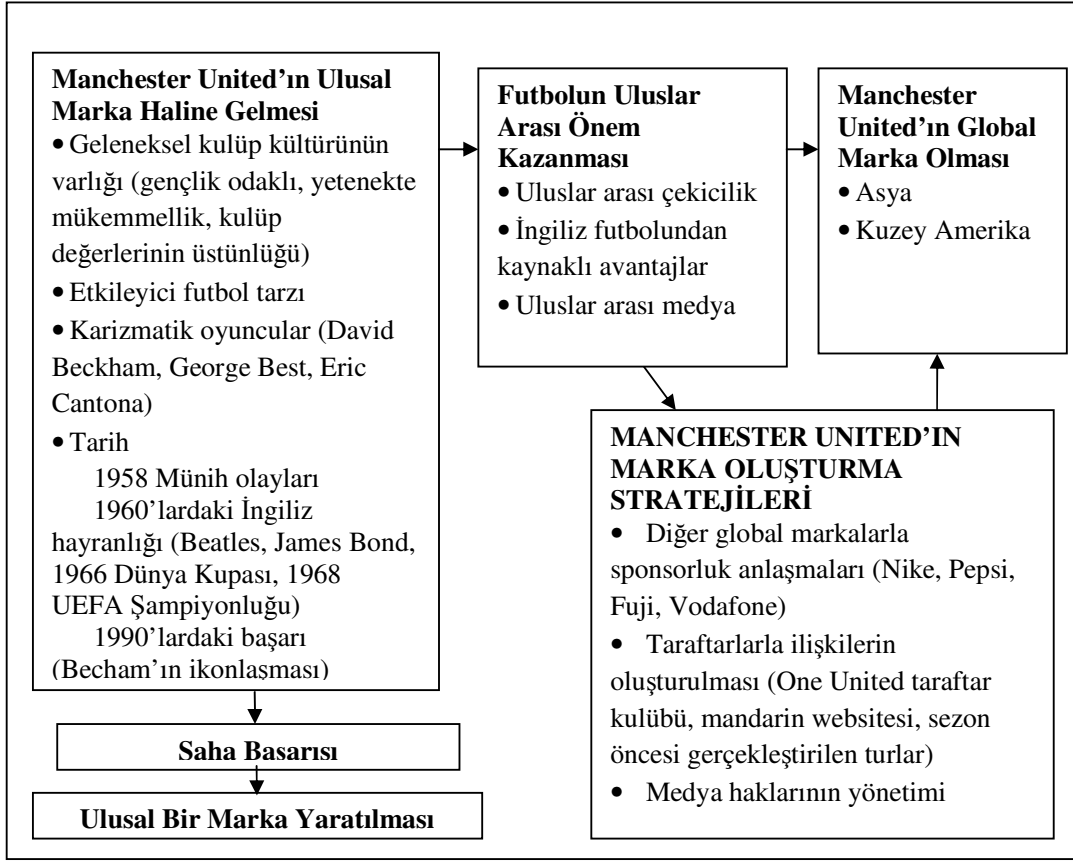 Manchester United’ın Ulusal
Marka Haline Gelmesi
• Geleneksel kulüp kültürünün
varlığı (gençlik odaklı, yetenekte
mükemmellik, kulüp
değerlerinin üstünlüğü)
• Etkileyici futbol tarzı
• Karizmatik oyuncular (David
Beckham, George Best, Eric
Cantona)
• Tarih
1958 Münih olayları
1960’lardaki İngiliz
hayranlığı (Beatles, James Bond,
1966 Dünya Kupası, 1968
UEFA Şampiyonluğu)
1990’lardaki başarı
(Becham’ın ikonlaşması)
Saha Basarısı
Ulusal Bir Marka Yaratılması
Futbolun Uluslar
Arası Önem
Kazanması
• Uluslar arası çekicilik
• İngiliz futbolundan
kaynaklı avantajlar
• Uluslar arası medya
Manchester
United’ın Global
Marka Olması
• Asya
• Kuzey Amerika
MANCHESTER UNITED’IN
MARKA OLUŞTURMA
STRATEJİLERİ
• Diğer global markalarla
sponsorluk anlaşmaları (Nike, Pepsi,
Fuji, Vodafone)
• Taraftarlarla ilişkilerin
oluşturulması (One United taraftar
kulübü, mandarin websitesi, sezon
öncesi gerçekleştirilen turlar)
• Medya haklarının yönetimi